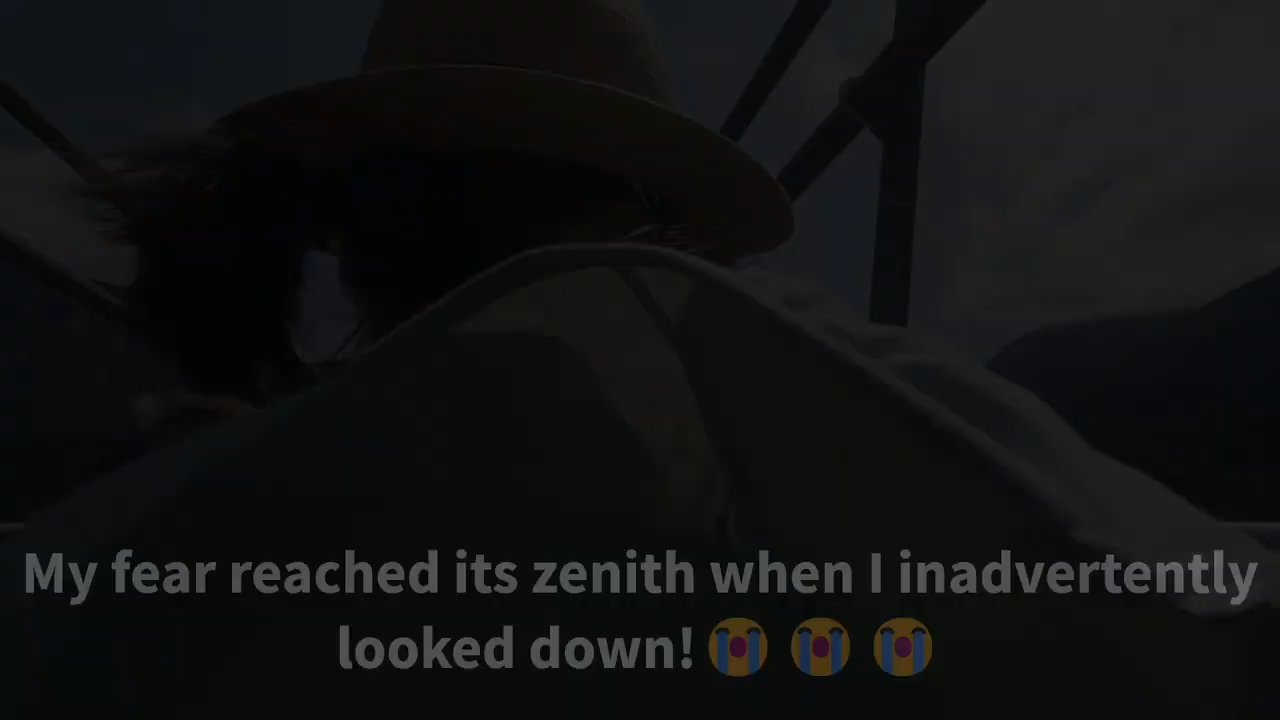 My fear reached its zenith when I inadvertently
looked down! 😭 😭 😭